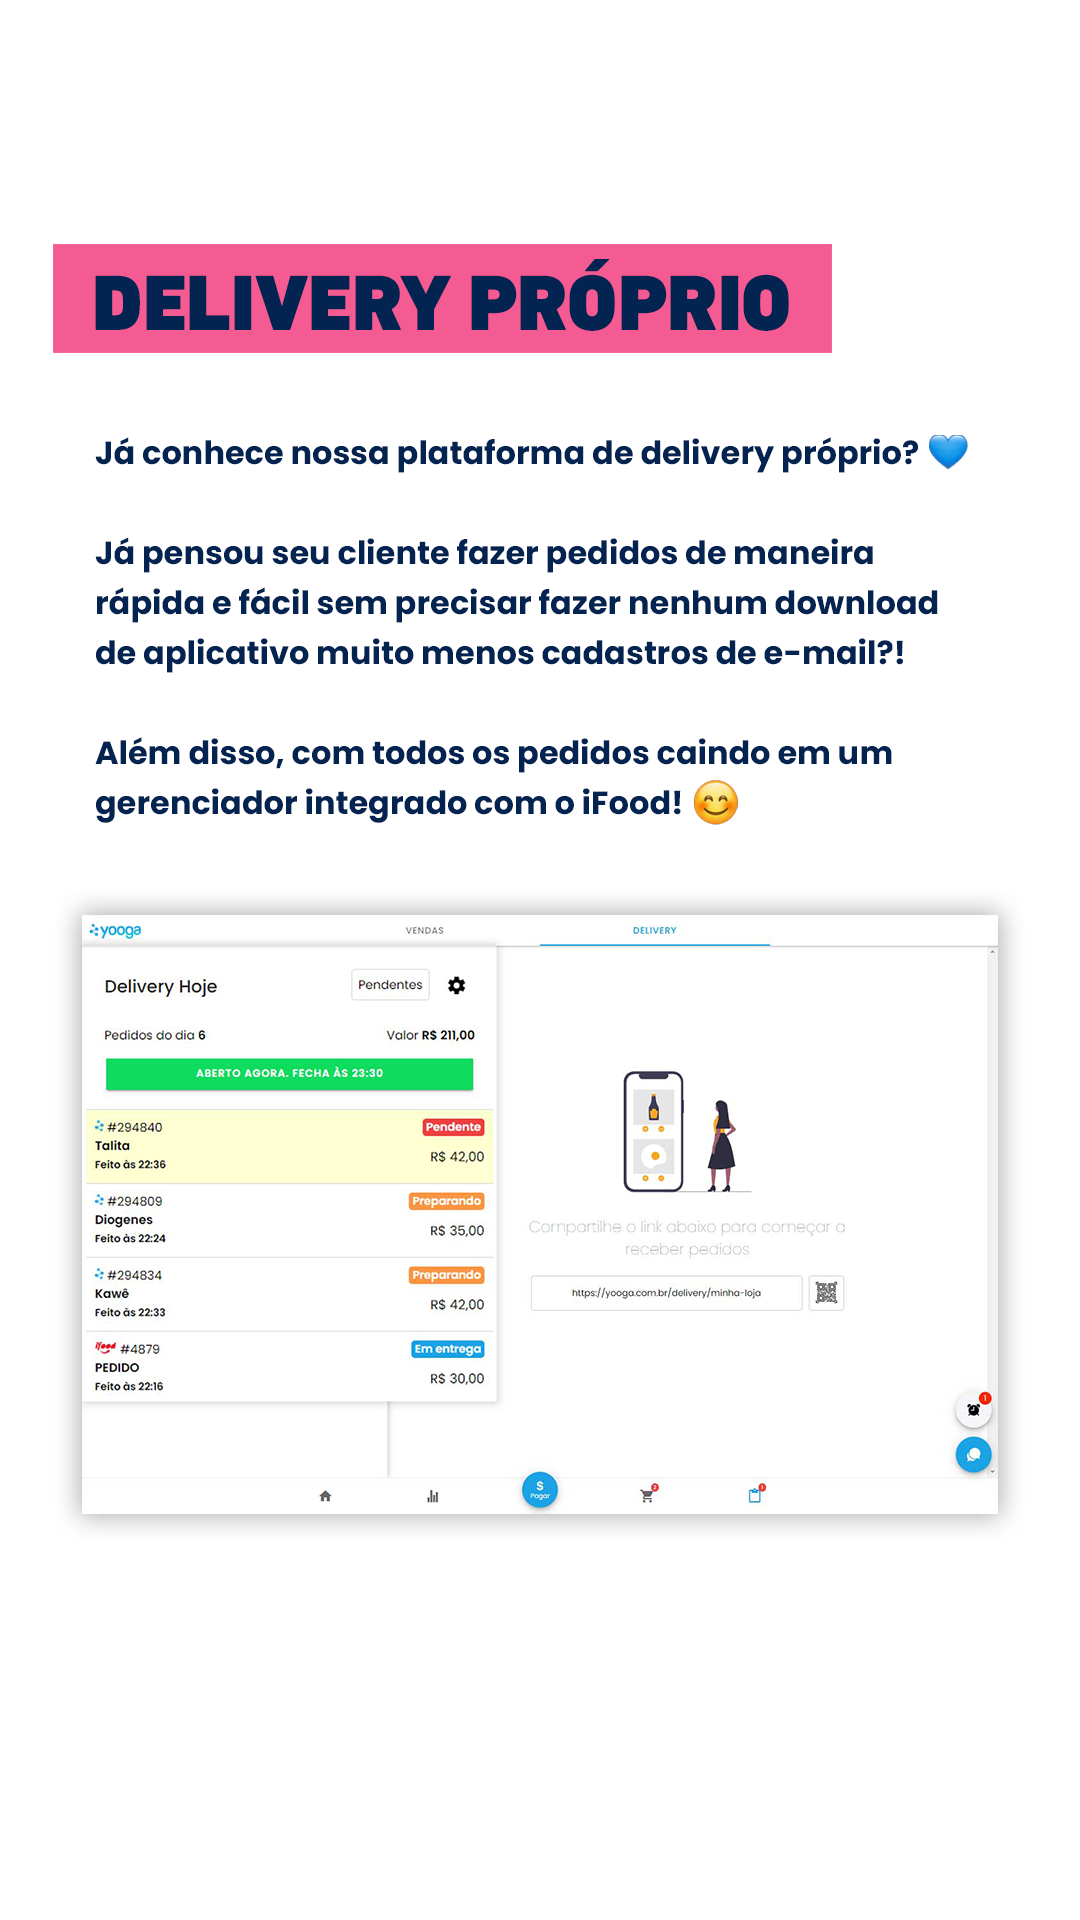 DELIVERY PRÓPRIO
Já conhece nossa plataforma de delivery próprio? 💙
Já pensou seu cliente fazer pedidos de maneira
rápida e fácil sem precisar fazer nenhum download
de aplicativo muito menos cadastros de e-mail?!
Além disso, com todos os pedidos caindo em um
gerenciador integrado com o iFood! 😊
yooga
VENDAS
DELIVERY
Delivery Hoje
Pendentes
Pedidos do dia 6
Valor R$ 211,00
ABERTO AGORA. FECHA ÀS 23:30
#294840
Pendente
Talita
R$ 42,00
Feito às 22:36
#294809
Preparando
Diogenes
R$ 35,00
Feito às 22:24
#294834
Preparando
Kawê
R$ 42,00
Feito às 22:33
ifood #4879
Em entrega
PEDIDO
R$ 30,00
Feito às 22:16
Compartilhe o link abaixo para começar a
receber pedidos
https://yooga.com.br/delivery/minha-loja
1
$
Pagar
2
1